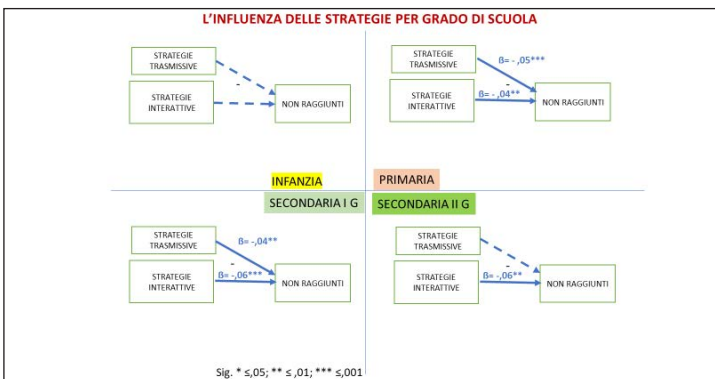 L'INFLUENZA DELLE STRATEGIE PER GRADO DI SCUOLA
STRATEGIE
TRASMISSIVE
-
STRATEGIE
INTERATTIVE
NON RAGGIUNTI
INFANZIA
STRATEGIE
TRASMISSIVE
ß= - ,05***
-
ß= - ,04**
STRATEGIE
INTERATTIVE
NON RAGGIUNTI
PRIMARIA
SECONDARIA I G
STRATEGIE
TRASMISSIVE
ß= -,04**
-
ß= -,06***
STRATEGIE
INTERATTIVE
NON RAGGIUNTI
SECONDARIA II G
STRATEGIE
TRASMISSIVE
-
ß= -,06**
STRATEGIE
INTERATTIVE
NON RAGGIUNTI
Sig. * ≤,05; ** ≤ ,01; *** ≤,001